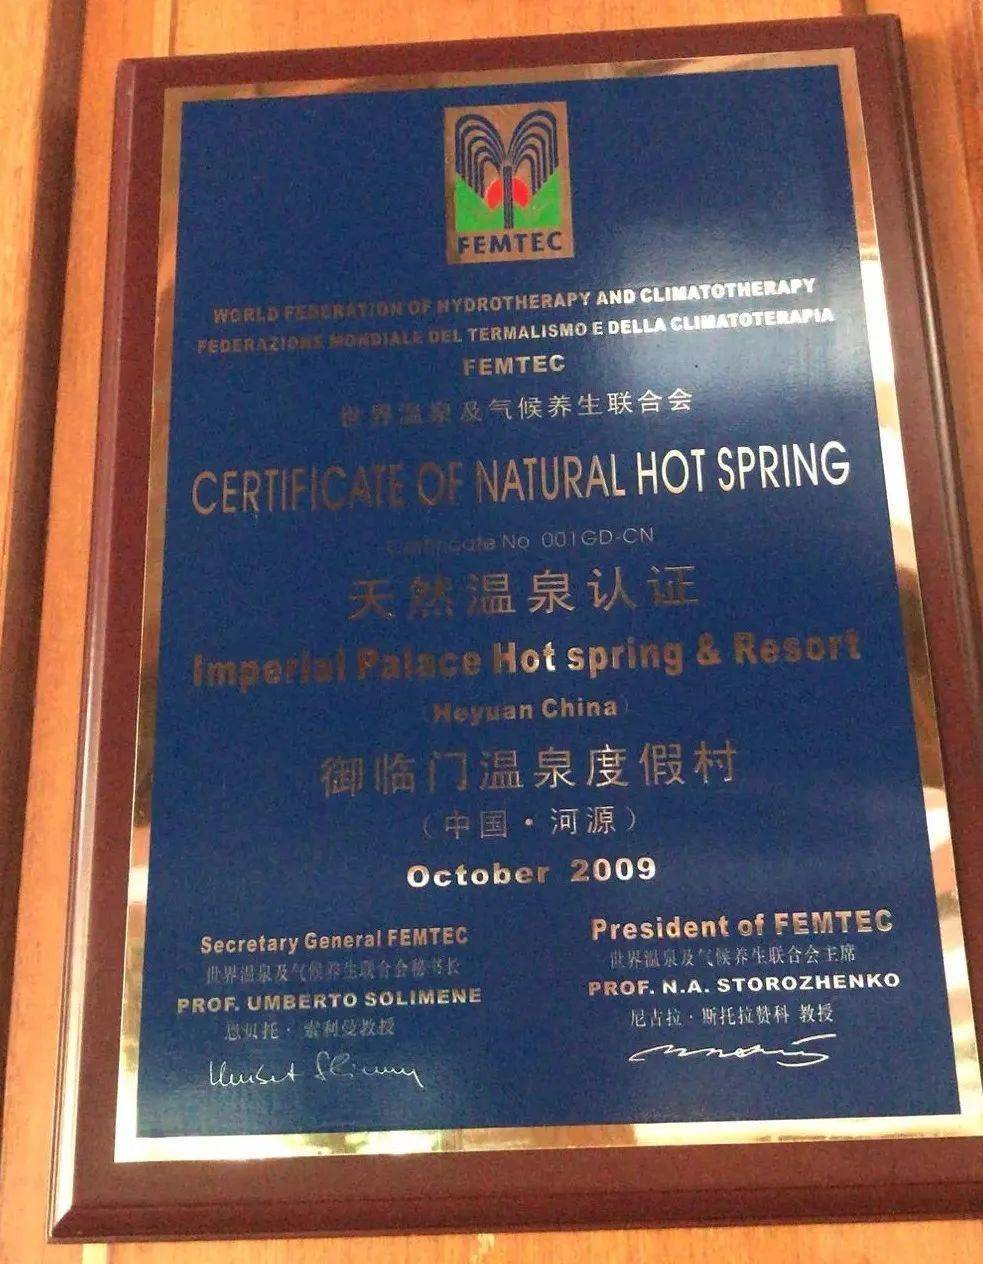 FEMTEC
WORLD FEDERATION OF HYDROTHERAPY AND CLIMATOTHERAPY
FEDERAZIONE MONDIALE DEL TERMALISMO E DELLA CLIMATOTERAPIA
FEMTEC
世界温泉及气候养生联合会
CERTIFICATE OF NATURAL HOT SPRING
Certificate No 001GD-CN
天然温泉认证
Imperial Palace Hot spring & Resort
(Heyuan China)
御临门温泉度假村
（中国·河源）
October 2009
Secretary General FEMTEC
世界温泉及气候养生联合会秘书长
PROF. UMBERTO SOLIMENE
恩贝托·索利曼教授
President of FEMTEC
世界温泉及气候养生联合会主席
PROF. N.A. STOROZHENKO
尼古拉·斯托拉赞科 教授